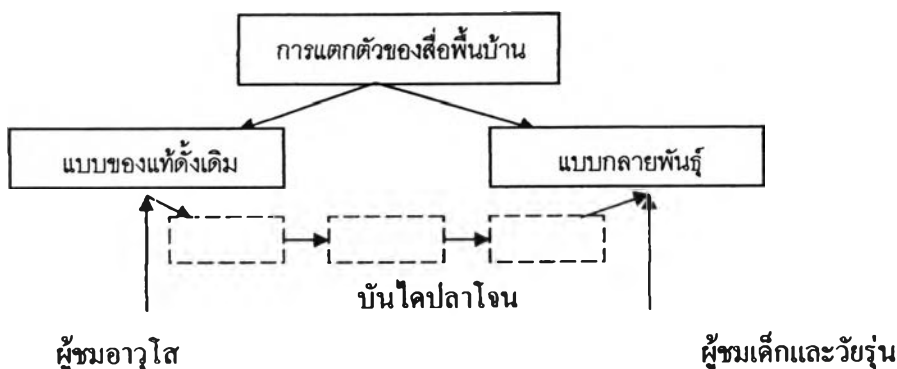 การแตกตัวของสื่อพื้นบ้าน
แบบของแท้ดั้งเดิม
แบบกลายพันธุ์
บันไดปลาโจน
ผู้ชมอาวุโส
ผู้ชมเด็กและวัยรุ่น